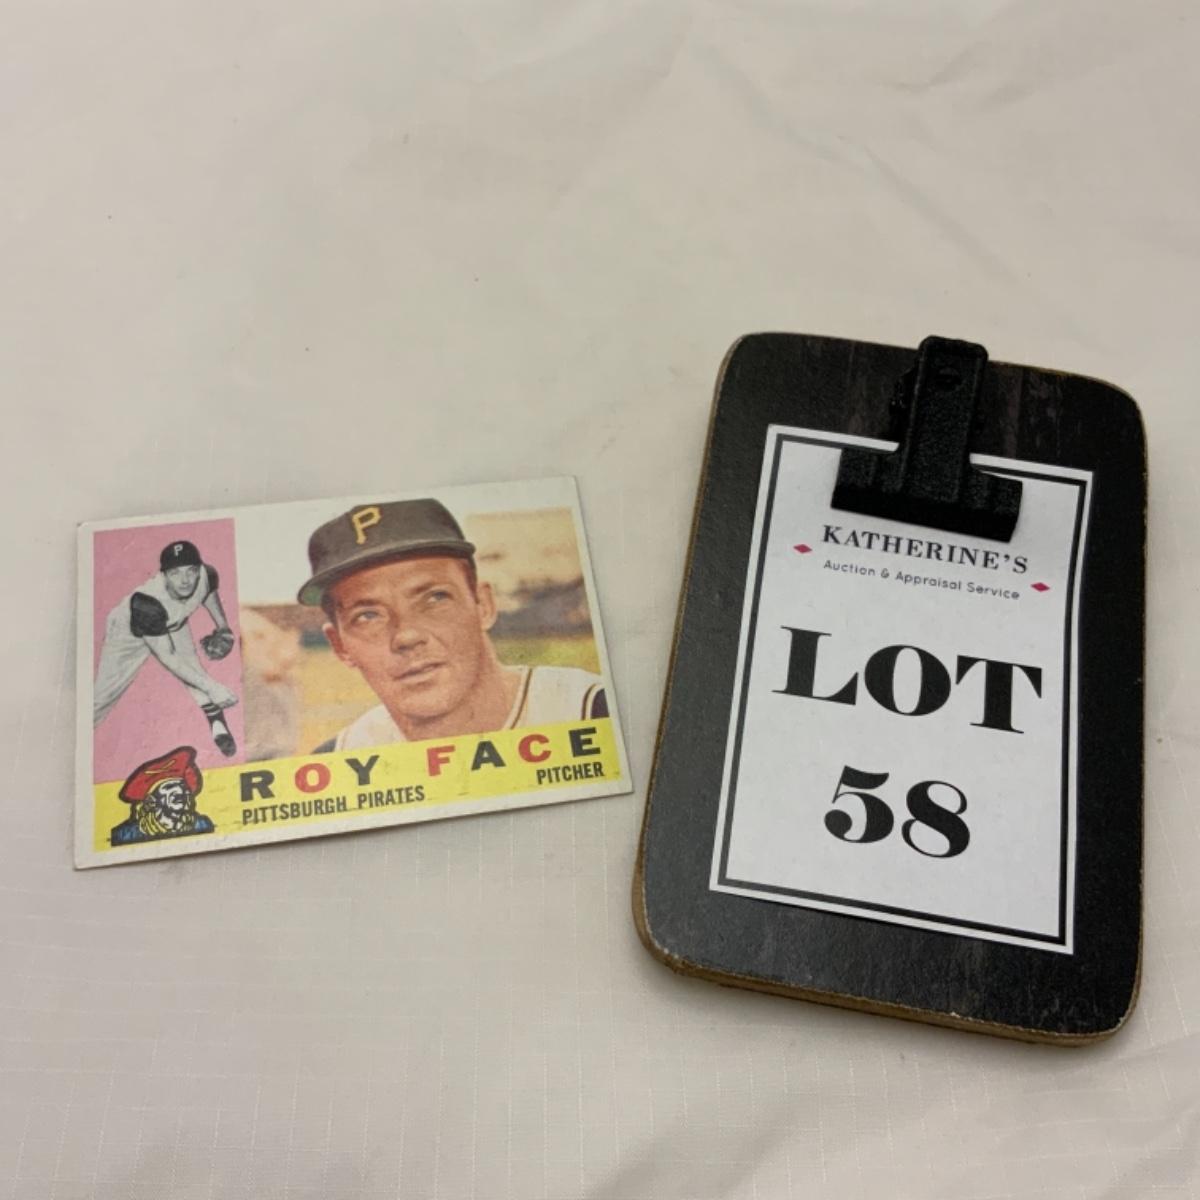 P
P
ROY FACE
PITTSBURGH PIRATES
PITCHER
KATHERINE'S
Auction & Appraisal Service
LOT
58